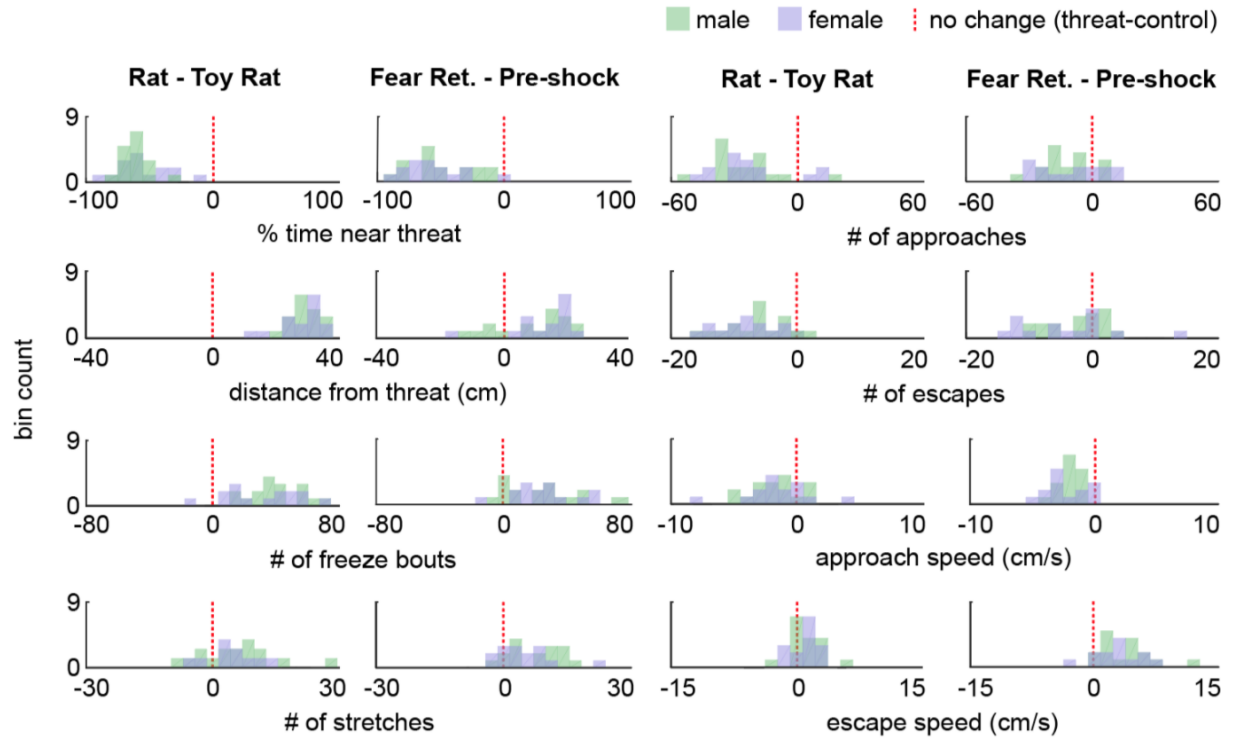 male female no change (threat-control)
Rat - Toy Rat Fear Ret. - Pre-shock Rat - Toy Rat Fear Ret. - Pre-shock
9
0
-100 0 100 -100 0 100 -60 0 60 -60 0 60
% time near threat # of approaches
9
0
-40 0 40 -40 0 40 -20 0 20 -20 0 20
distance from threat (cm) # of escapes
bin count
9
0
-80 0 80 -80 0 80 -10 0 10 -10 0 10
# of freeze bouts approach speed (cm/s)
9
0
-30 0 30 -30 0 30 -15 0 15 -15 0 15
# of stretches escape speed (cm/s)